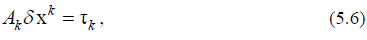 A_k δx^k = τ_k , (5.6)